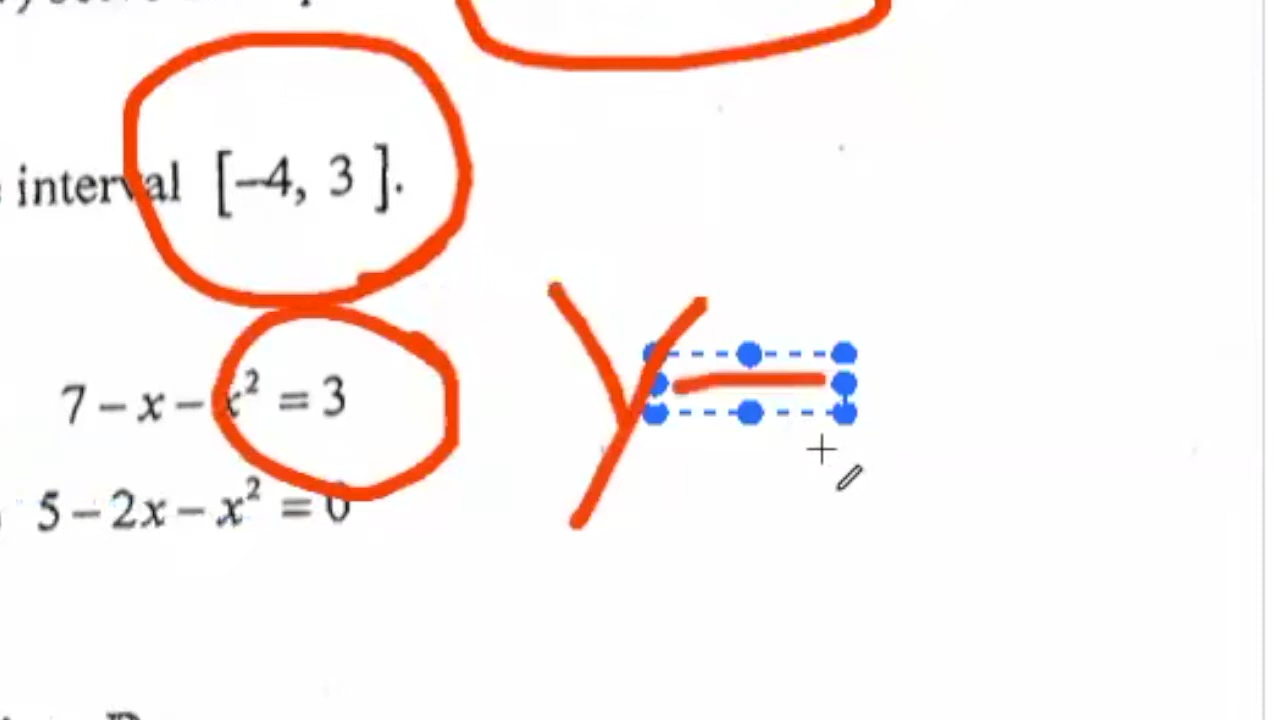 interval [–4, 3 ].
7 – x – x² = 3
y –
5 – 2x – x² = 0